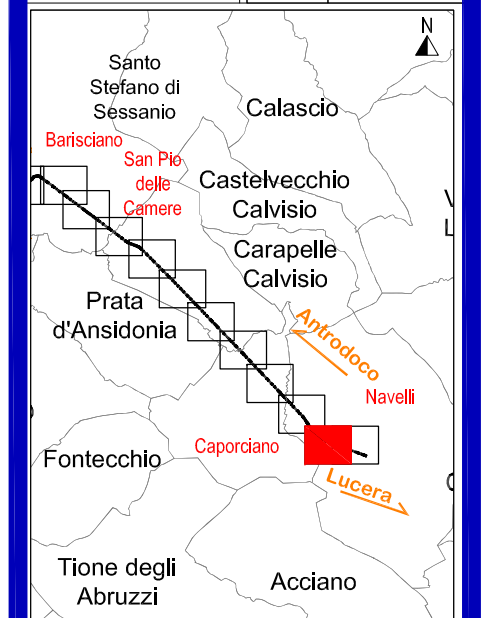 N
Santo
Stefano di
Sessanio
Calascio
Barisciano
San Pio
delle
Camere
Castelvecchio
Calvisio
Carapelle
Calvisio
Prata
d'Ansidonia
Antrodoco
Navelli
Caporciano
Fontecchio
Lucera
Tione degli
Abruzzi
Acciano